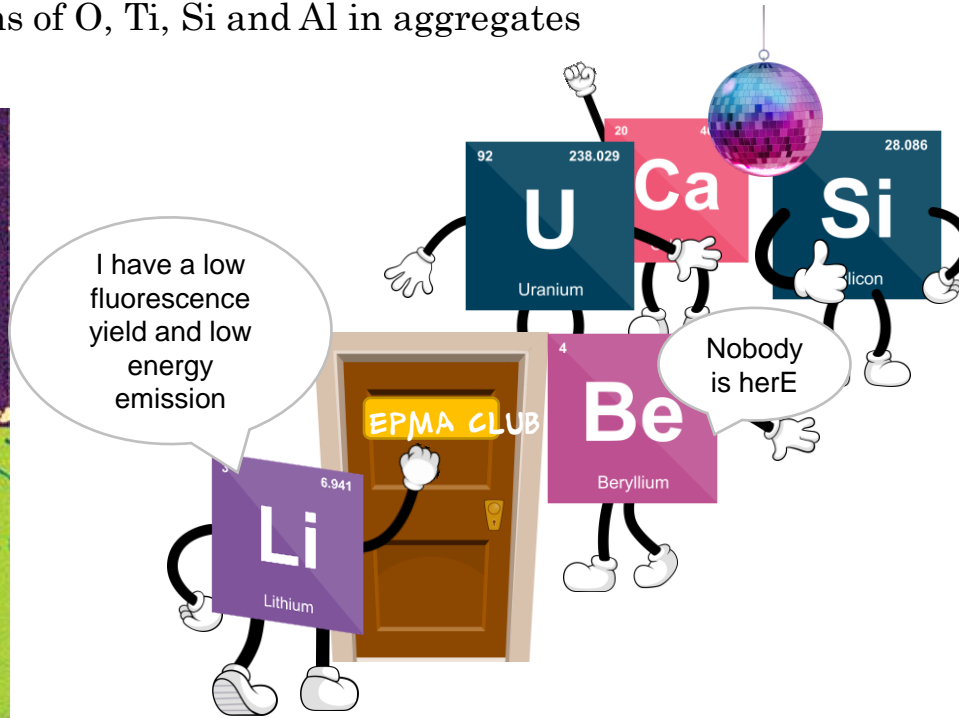 ns of O, Ti, Si and Al in aggregates
20
92 238.029
Ca
28.086
U
Si
Uranium
I have a low
fluorescence
yield and low
energy
emission
4
Nobody
is herE
EPMA CLUB
Be
Beryllium
3
6.941
Li
Lithium